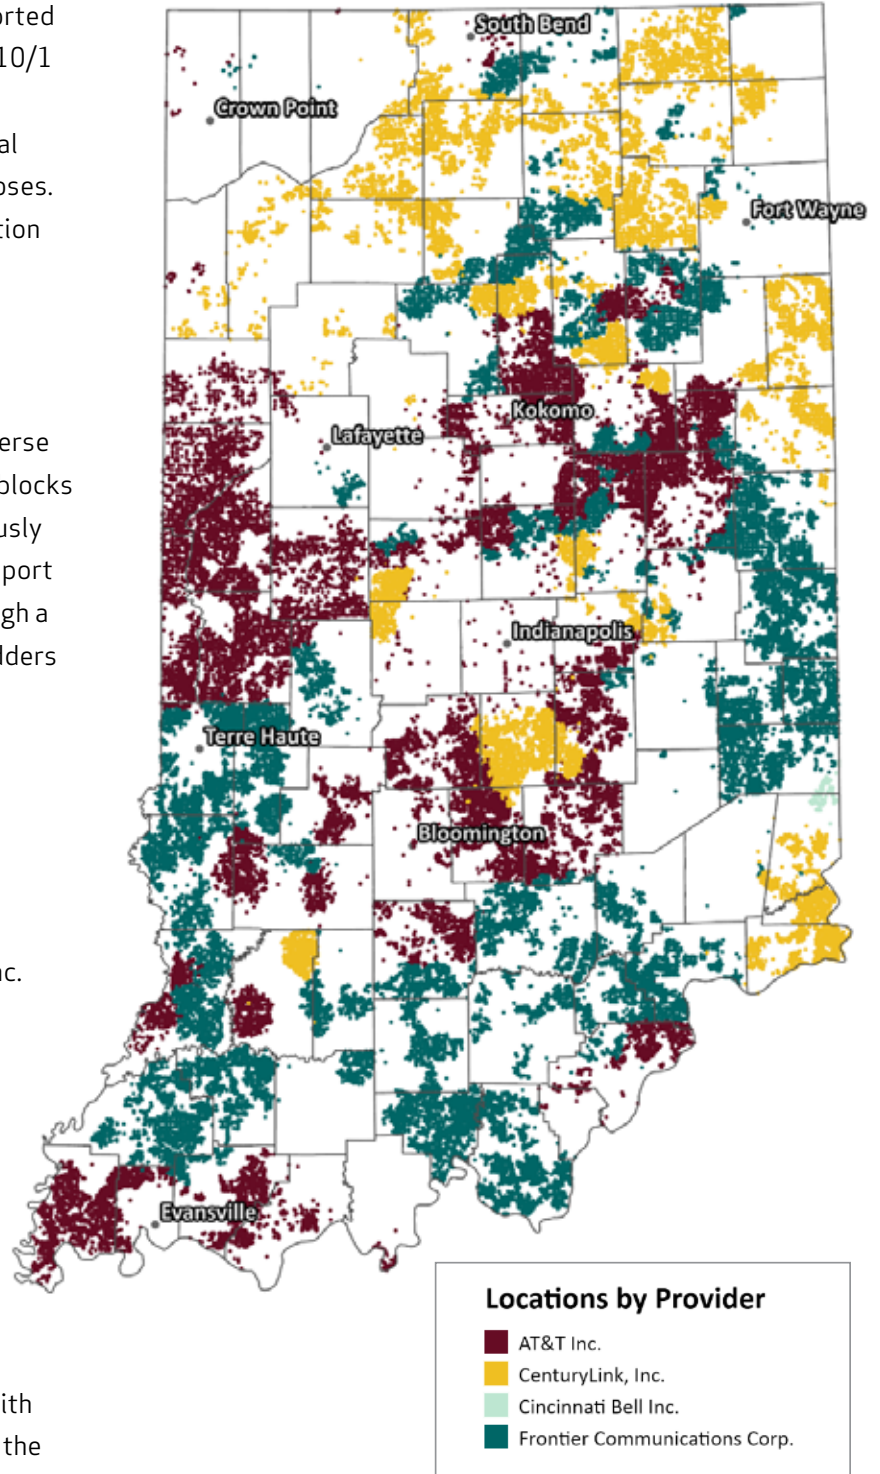 orted
South Bend
10/1
Crown Point
al
oses.
Fort Wayne
tion
Kokomo
Lafayette
erse
blocks
usly
port
gh a
Indianapolis
dders
Terre Haute
Bloomington
nc.
Evansville
Locations by Provider
AT&T Inc.
CenturyLink, Inc.
ith
Cincinnati Bell Inc.
the
Frontier Communications Corp.